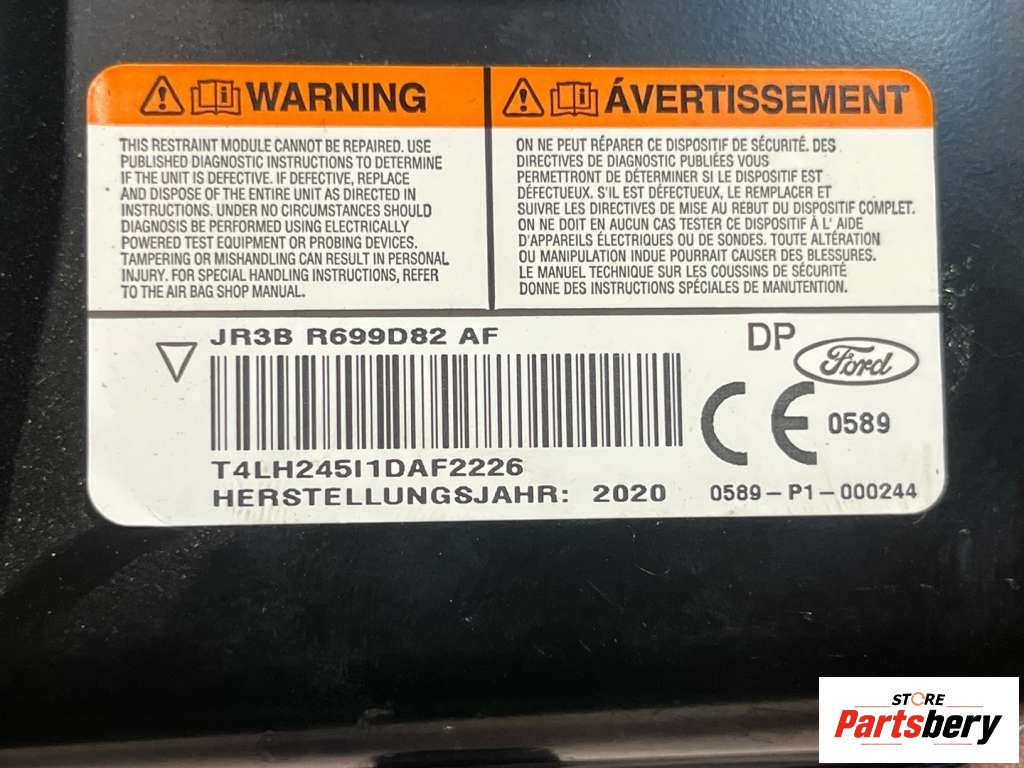 WARNING
THIS RESTRAINT MODULE CANNOT BE REPAIRED. USE
PUBLISHED DIAGNOSTIC INSTRUCTIONS TO DETERMINE
IF THE UNIT IS DEFECTIVE. IF DEFECTIVE, REPLACE
AND DISPOSE OF THE ENTIRE UNIT AS DIRECTED IN
INSTRUCTIONS. UNDER NO CIRCUMSTANCES SHOULD
DIAGNOSIS BE PERFORMED USING ELECTRICALLY
POWERED TEST EQUIPMENT OR PROBING DEVICES.
TAMPERING OR MISHANDLING CAN RESULT IN PERSONAL
INJURY. FOR SPECIAL HANDLING INSTRUCTIONS, REFER
TO THE AIR BAG SHOP MANUAL.
ÁVERTISSEMENT
ON NE PEUT RÉPARER CE DISPOSITIF DE SÉCURITÉ. DES
DIRECTIVES DE DIAGNOSTIC PUBLIÉES VOUS
PERMETTRONT DE DÉTERMINER SI LE DISPOSITIF EST
DÉFECTUEUX. S'IL EST DÉFECTUEUX, LE REMPLACER ET
SUIVRE LES DIRECTIVES DE MISE AU REBUT DU DISPOSITIF COMPLET.
ON NE DOIT EN AUCUN CAS TESTER CE DISPOSITIF À L' AIDE
D'APPAREILS ÉLECTRIQUES OU DE SONDES. TOUTE ALTÉRATION
OU MANIPULATION INDUE POURRAIT CAUSER DES BLESSURES.
LE MANUEL TECHNIQUE SUR LES COUSSINS DE SÉCURITÉ
DONNE DES INSTRUCTIONS SPÉCIALES DE MANUTENTION.
JR3B R699D82 AF
DP Ford
CE 0589
T4LH245I1DAF2226
HERSTELLUNGSJAHR: 2020
0589-P1-000244
STORE
Partsbery